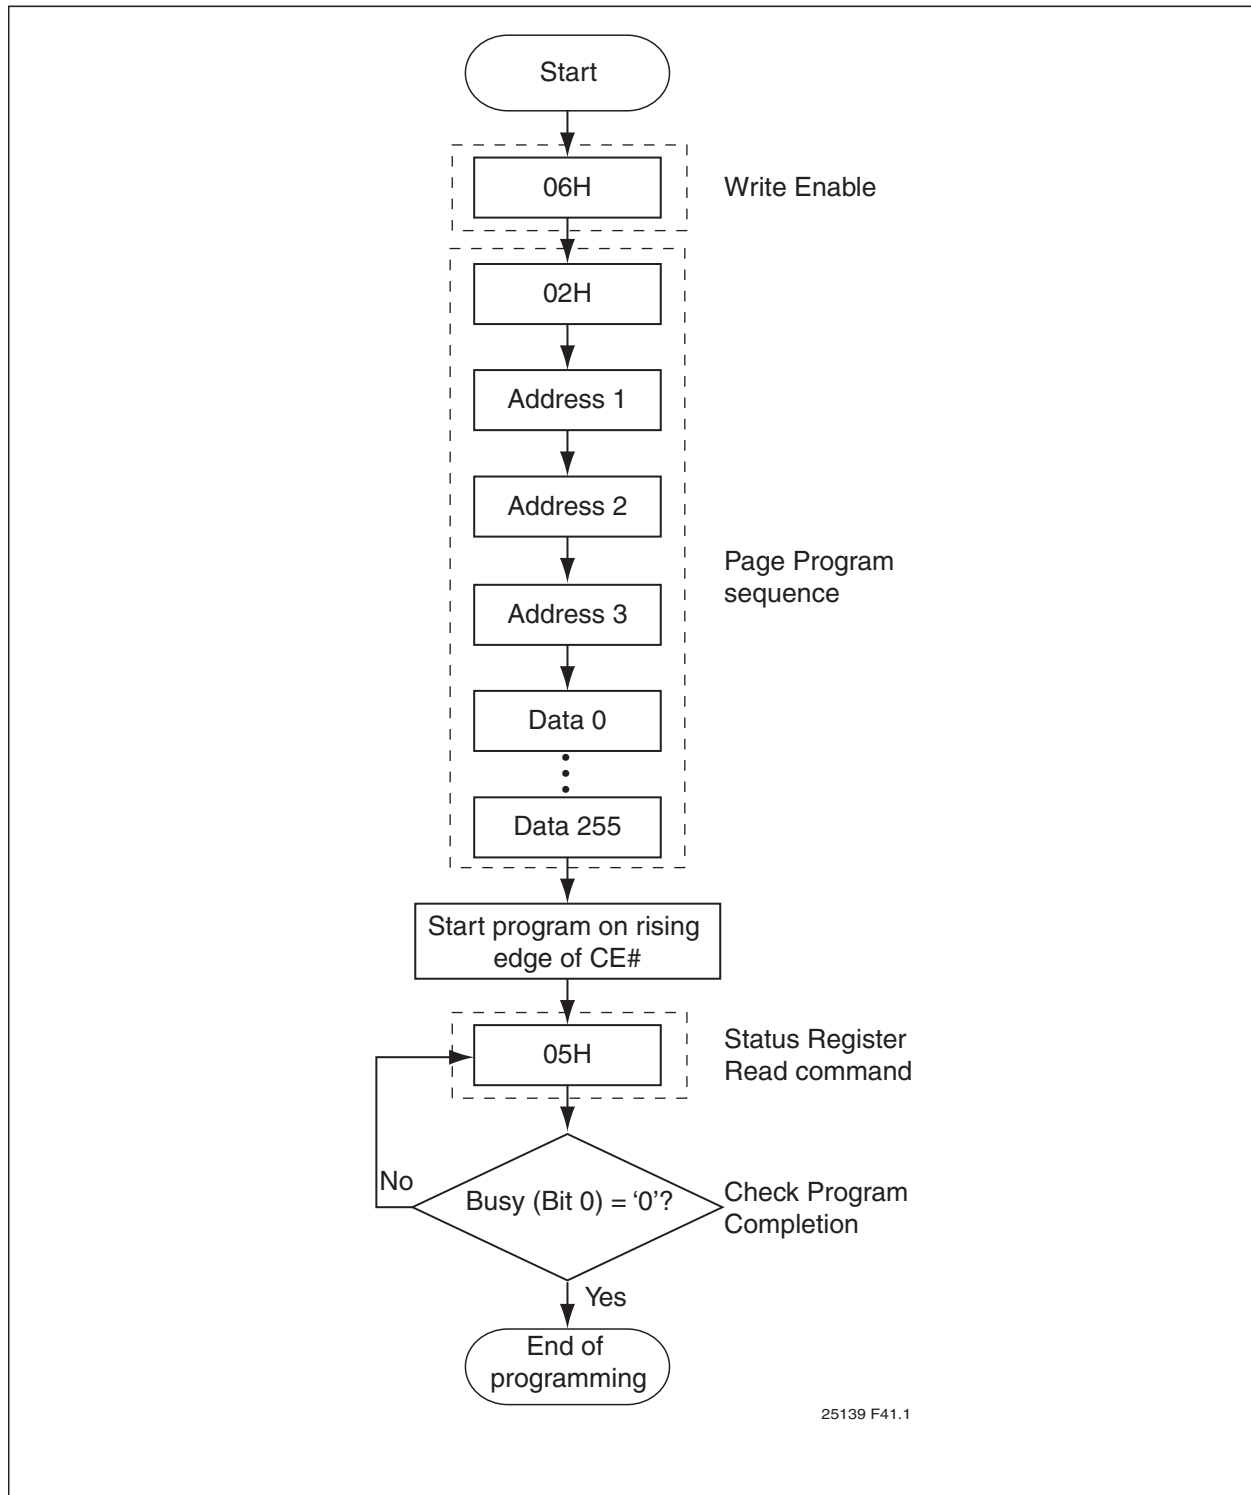 Start
06H
Write Enable
02H
Address 1
Address 2
Address 3
Page Program
sequence
Data 0
Data 255
Start program on rising
edge of CE#
05H
Status Register
Read command
No
Busy (Bit 0) = ‘0’?
Check Program
Completion
Yes
End of
programming
25139 F41.1